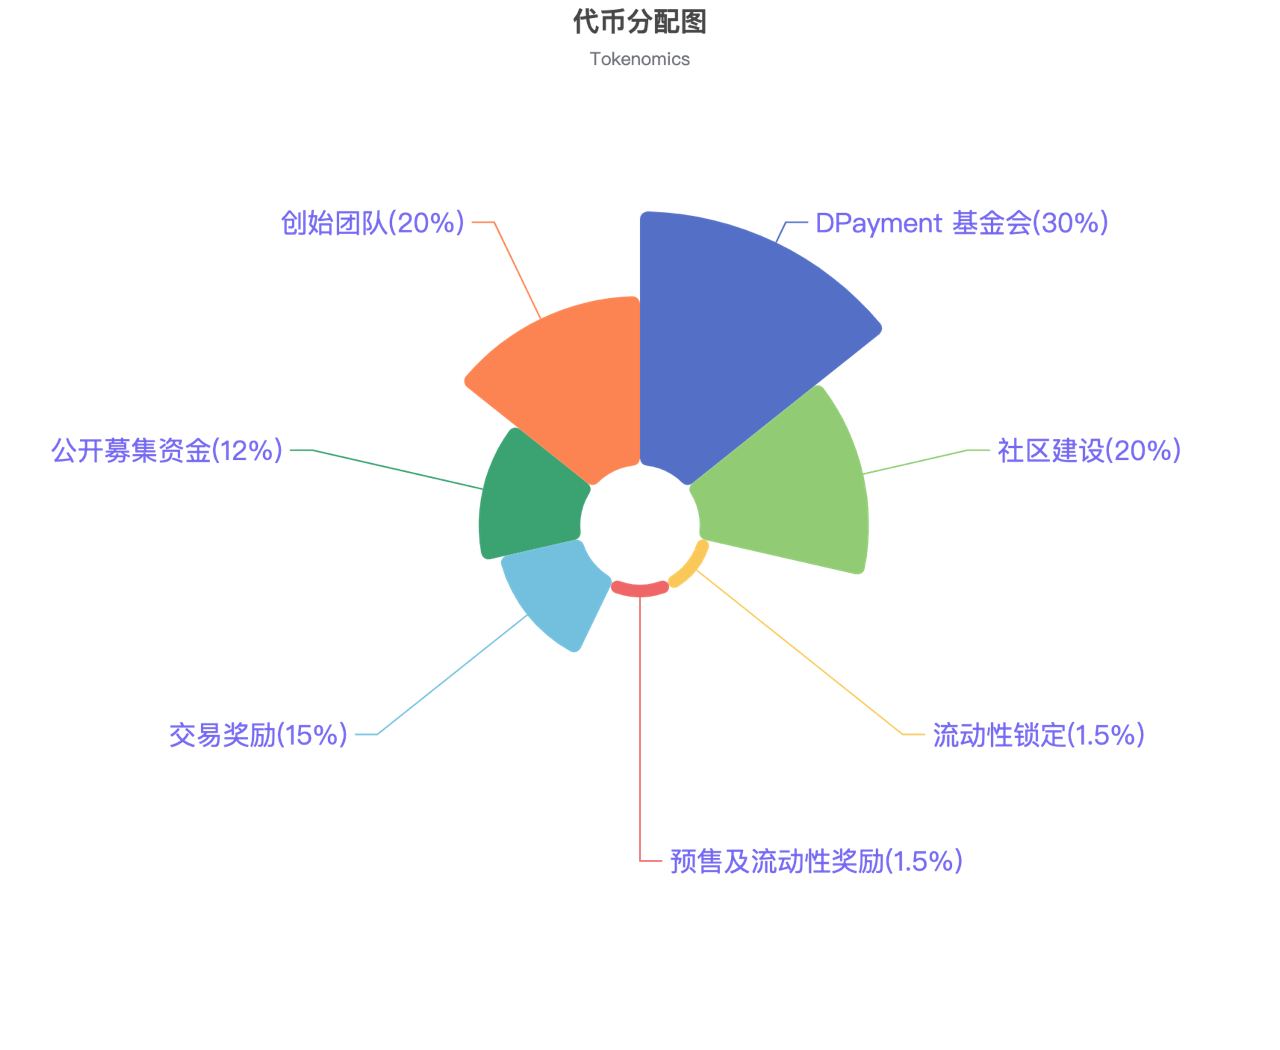 代币分配图
Tokenomics
创始团队(20%)
DPayment 基金会(30%)
公开募集资金(12%)
社区建设(20%)
交易奖励(15%)
流动性锁定(1.5%)
预售及流动性奖励(1.5%)